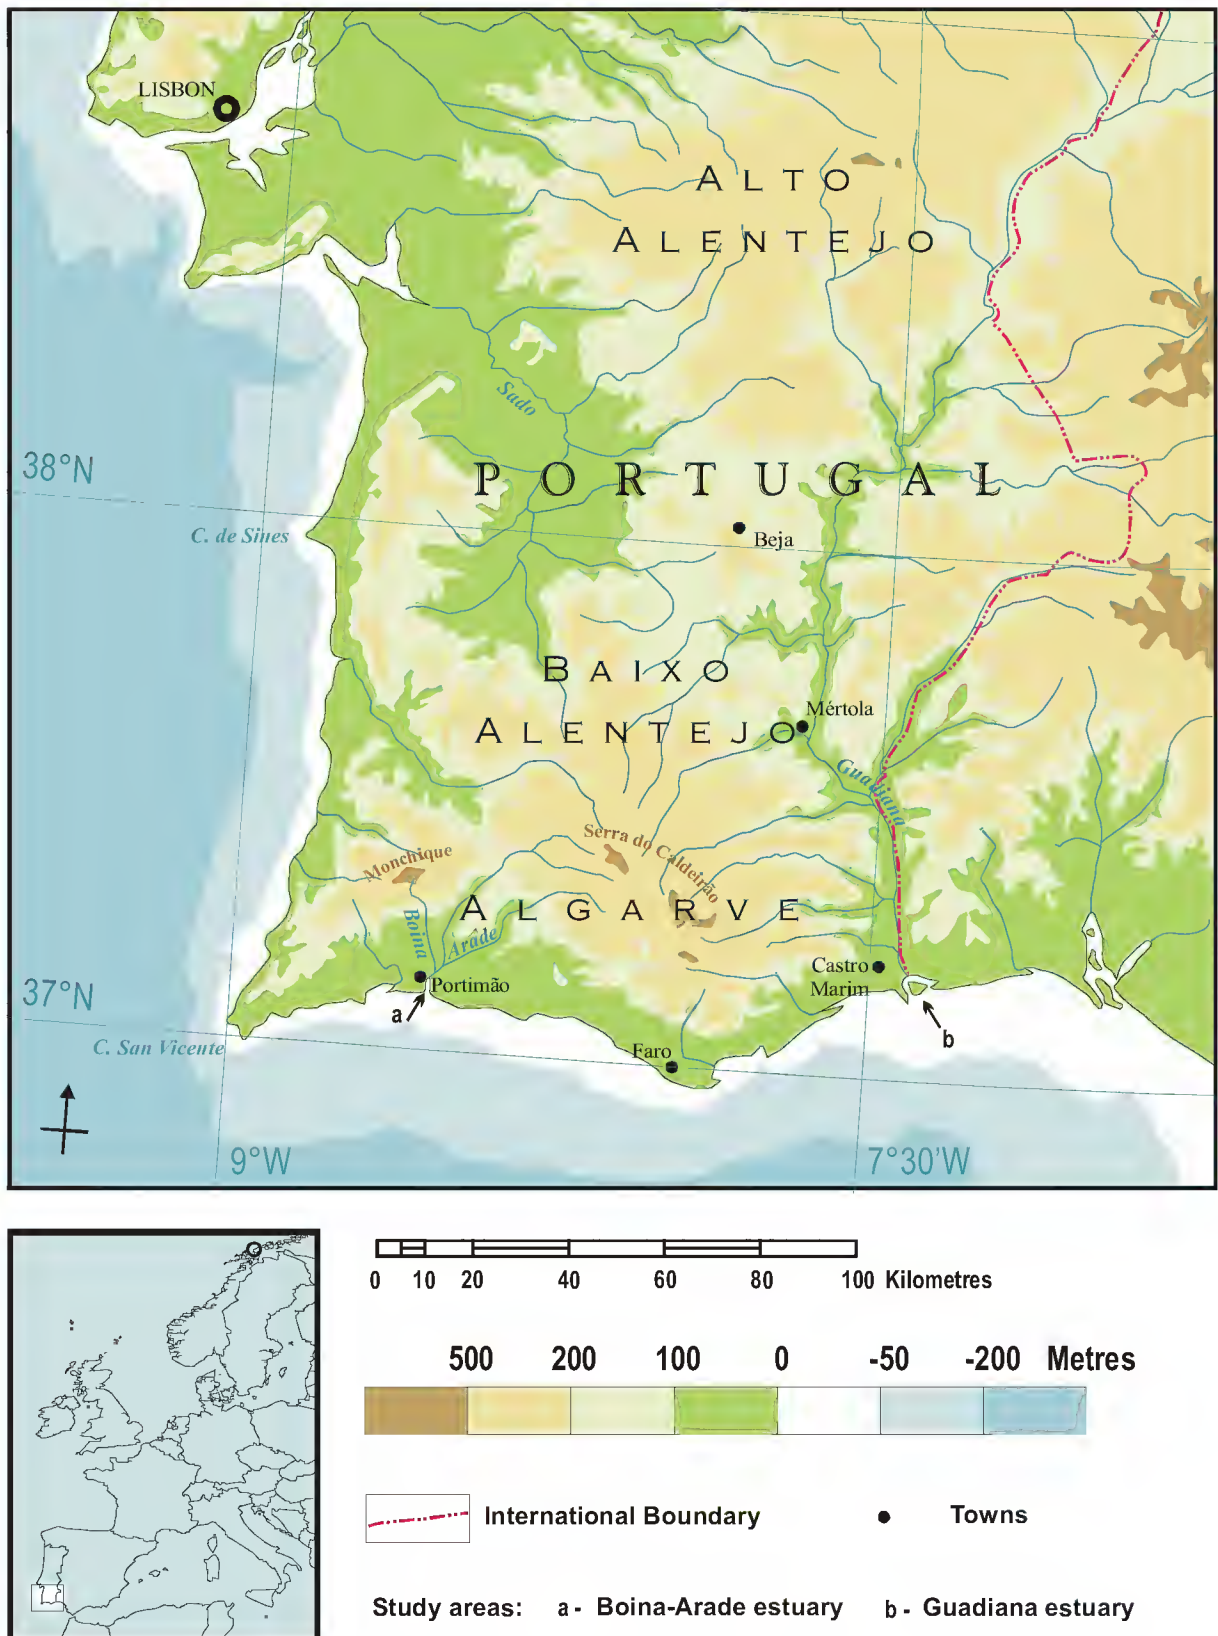 LISBON
ALTO
ALENTEJO
Sado
38°N
PORTUGAL
C. de Sines
Beja
BAIXO
ALENTEJO
Mértola
Guadiana
Serra do Caldeirão
Monchique
ALGARVE
Boina
Arade
Castro
Marim
37°N
Portimão
a
b
C. San Vicente
Faro
9°W
7°30'W
0 10 20 40 60 80 100 Kilometres
500 200 100 0 -50 -200 Metres
International Boundary
Towns
Study areas: a - Boina-Arade estuary b - Guadiana estuary